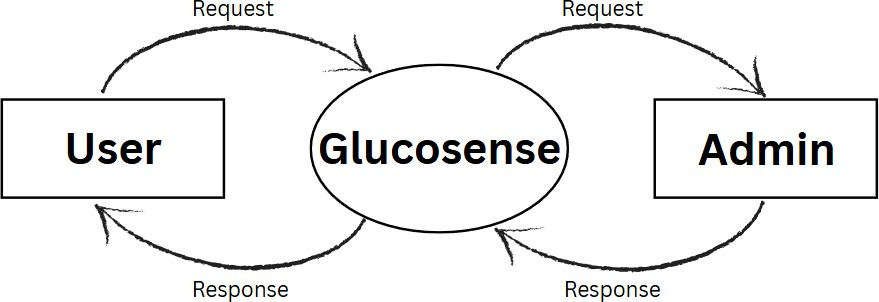 Request
Request
User
Glucosense
Admin
Response
Response